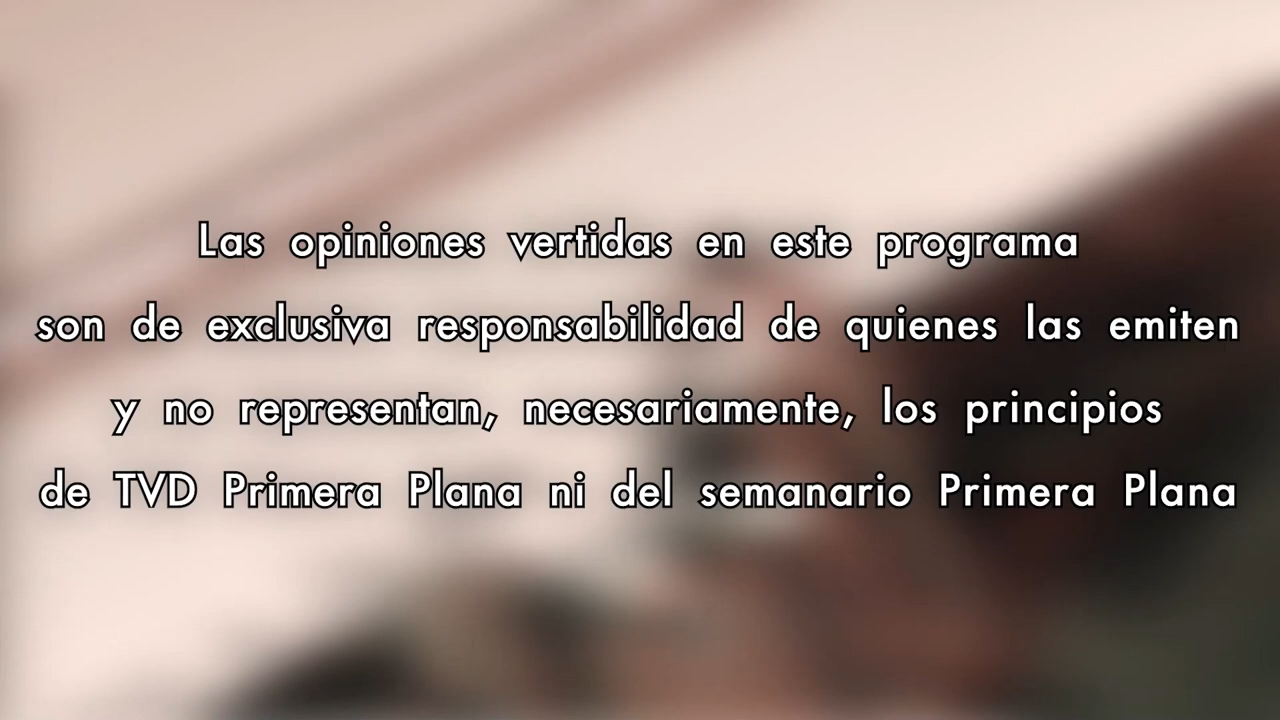 Las opiniones vertidas en este programa
son de exclusiva responsabilidad de quienes las emiten
y no representan, necesariamente, los principios
de TVD Primera Plana ni del semanario Primera Plana